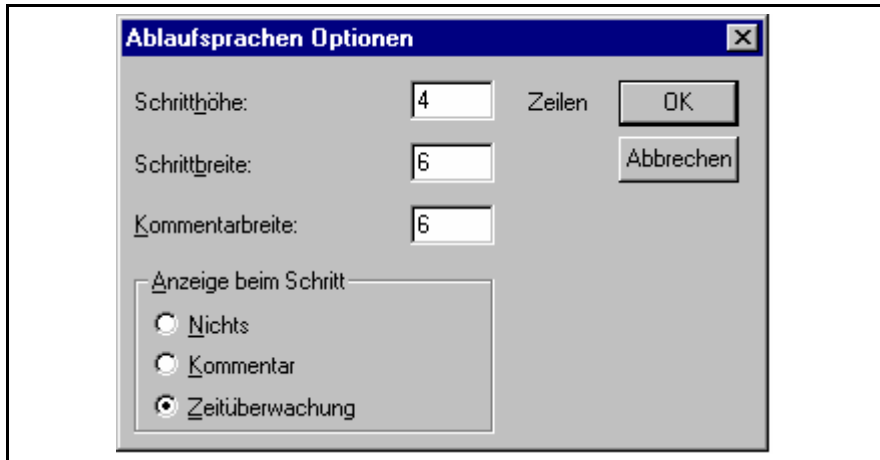 Ablaufsprachen Optionen
Schritthöhe: 4 Zeilen OK
Schrittbreite: 6 Abbrechen
Kommentarbreite: 6
Anzeige beim Schritt
Nichts
Kommentar
Zeitüberwachung